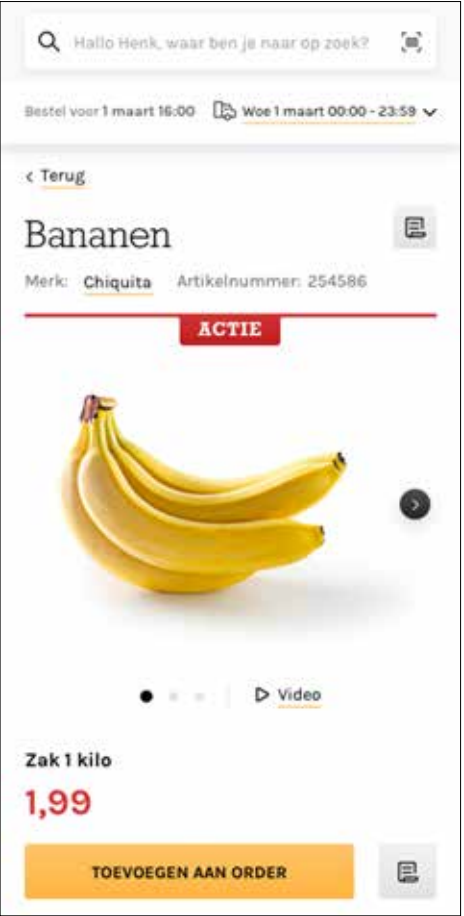 Hallo Henk, waar ben je naar op zoek?
Bestel voor 1 maart 16:00 Woe 1 maart 00:00 - 23:59
Terug
Bananen
Merk: Chiquita Artikelnummer: 254586
ACTIE
Video
Zak 1 kilo
1,99
TOEVOEGEN AAN ORDER